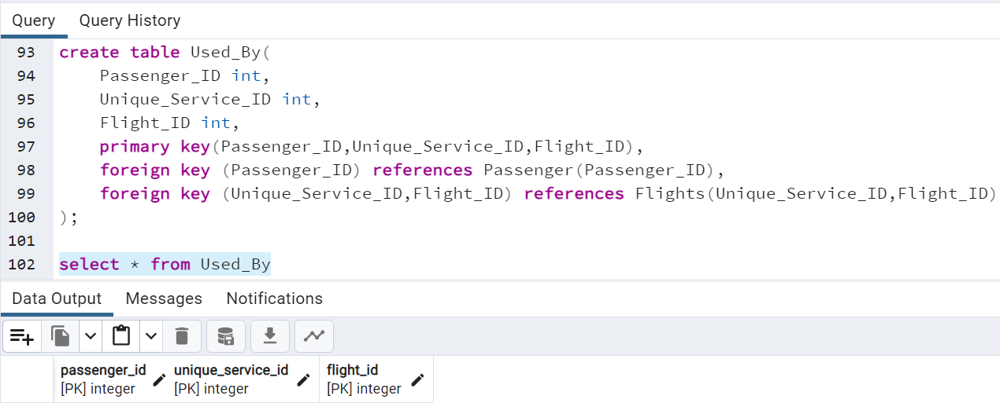 Query Query History
93 create table Used_By(
94 Passenger_ID int,
95 Unique_Service_ID int,
96 Flight_ID int,
97 primary key(Passenger_ID,Unique_Service_ID,Flight_ID),
98 foreign key (Passenger_ID) references Passenger(Passenger_ID),
99 foreign key (Unique_Service_ID,Flight_ID) references Flights(Unique_Service_ID,Flight_ID)
100 );
101
102 select * from Used_By
Data Output Messages Notifications
passenger_id unique_service_id flight_id
[PK] integer [PK] integer [PK] integer